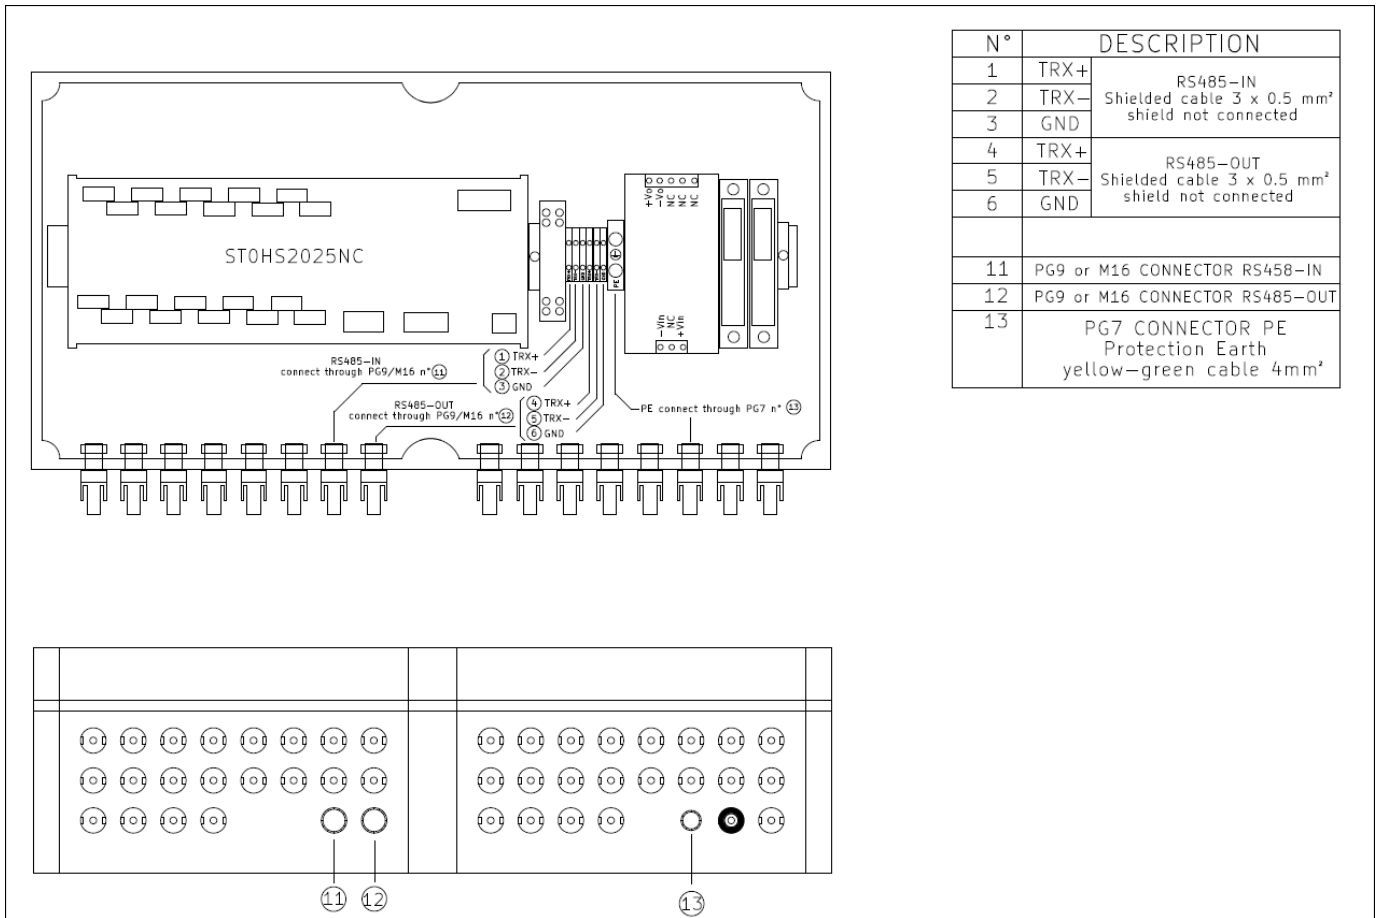 N° DESCRIPTION
1 TRX+
2 TRX-
3 GND
RS485-IN
Shielded cable 3 x 0.5 mm²
shield not connected
4 TRX+
5 TRX-
6 GND
RS485-OUT
Shielded cable 3 x 0.5 mm²
shield not connected
11 PG9 or M16 CONNECTOR RS458-IN
12 PG9 or M16 CONNECTOR RS485-OUT
13 PG7 CONNECTOR PE
Protection Earth
yellow-green cable 4mm²
ST0HS2025NC
+Vo
-Vo
NC
NC
NC
PE
-Vin
NC
+Vin
RS485-IN
connect through PG9/M16 n° 11
1 TRX+
2 TRX-
3 GND
RS485-OUT
connect through PG9/M16 n° 12
4 TRX+
5 TRX-
6 GND
PE connect through PG7 n° 13
11
12
13